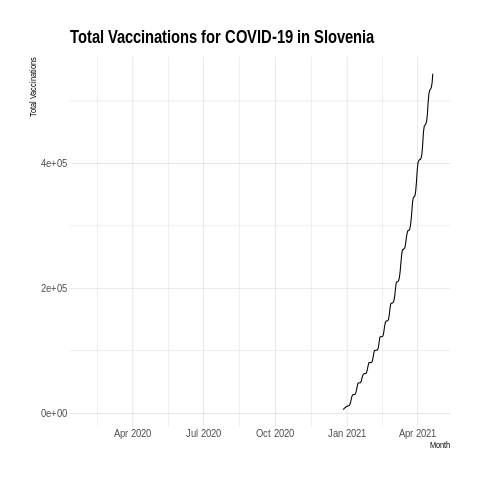 Total Vaccinations for COVID-19 in Slovenia
Total Vaccinations
4e+05
2e+05
0e+00
Apr 2020
Jul 2020
Oct 2020
Jan 2021
Apr 2021
Month